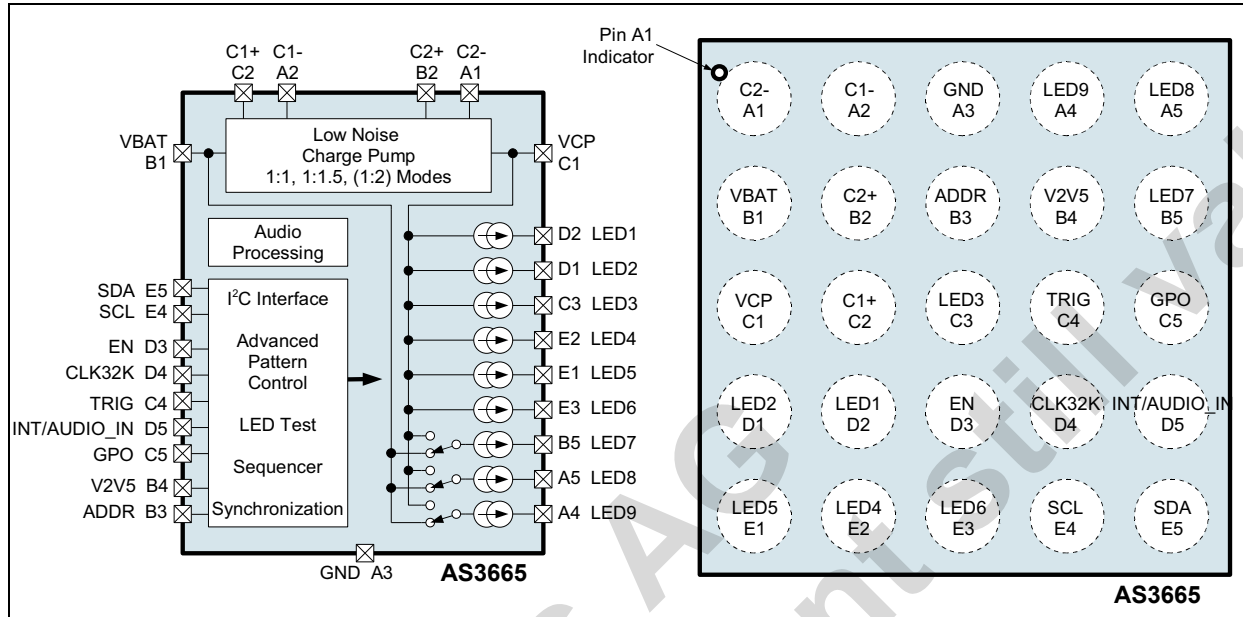 C1+ C1-
C2 A2
C2+ C2-
B2 A1
VBAT
B1
Low Noise
Charge Pump
1:1, 1:1.5, (1:2) Modes
VCP
C1
Audio
Processing
SDA E5
SCL E4
EN D3
CLK32K D4
TRIG C4
INT/AUDIO_IN D5
GPO C5
V2V5 B4
ADDR B3
I²C Interface
Advanced
Pattern
Control
LED Test
Sequencer
Synchronization
D2 LED1
D1 LED2
C3 LED3
E2 LED4
E1 LED5
E3 LED6
B5 LED7
A5 LED8
A4 LED9
GND A3
AS3665
Pin A1
Indicator
C2- C1- GND LED9 LED8
A1 A2 A3 A4 A5
VBAT C2+ ADDR V2V5 LED7
B1 B2 B3 B4 B5
VCP C1+ LED3 TRIG GPO
C1 C2 C3 C4 C5
LED2 LED1 EN CLK32K INT/AUDIO_IN
D1 D2 D3 D4 D5
LED5 LED4 LED6 SCL SDA
E1 E2 E3 E4 E5
AS3665
AG
nt still va